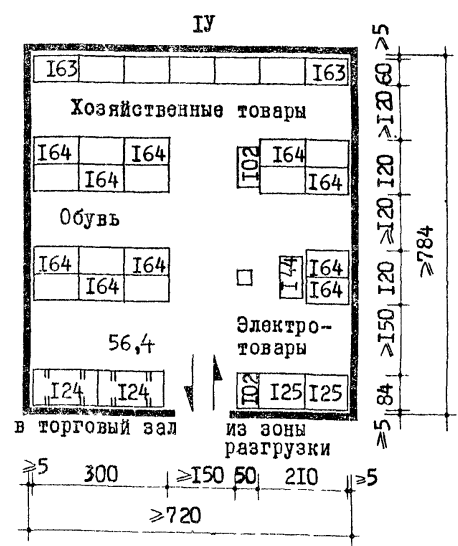 IУ
I63 I63
Хозяйственные товары
I64 I64 I02 I64
I64 I64
Обувь
I64 I64 I44 I64
I64 I64
Электро-
56,4 товары
I24 I24 I02 I25 I25
в торговый зал из зоны
разгрузки
≥5 300 ≥I50 50 2I0 ≥5
≥720
≥5
60
≥I20
I20
≥I20
I20
≥I50
84
≥5
≥784